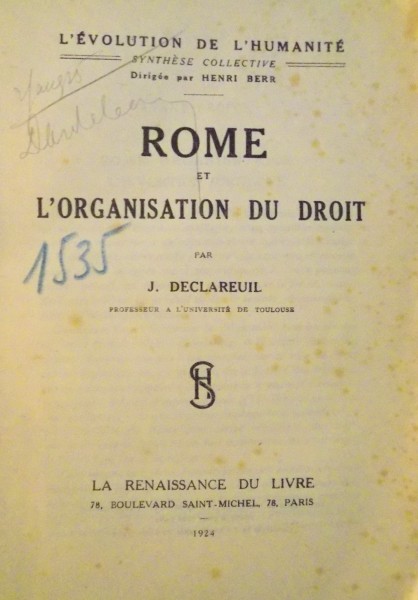 L'ÉVOLUTION DE L'HUMANITÉ
SYNTHÈSE COLLECTIVE
Dirigée par HENRI BERR
ROME
ET
L'ORGANISATION DU DROIT
1535
PAR
J. DECLAREUIL
PROFESSEUR A L'UNIVERSITÉ DE TOULOUSE
LA RENAISSANCE DU LIVRE
78, BOULEVARD SAINT-MICHEL, 78, PARIS
1924